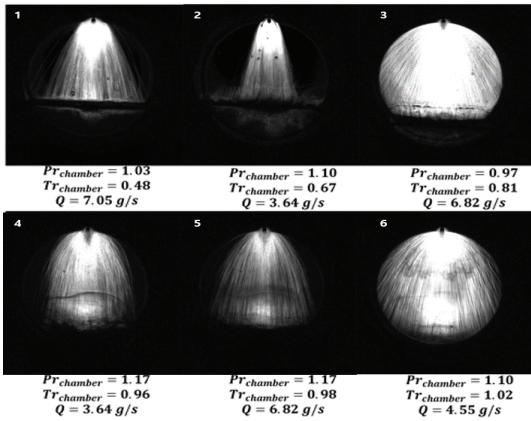 1
2
3
Pr_chamber = 1.03
Tr_chamber = 0.48
Q = 7.05 g/s
Pr_chamber = 1.10
Tr_chamber = 0.67
Q = 3.64 g/s
Pr_chamber = 0.97
Tr_chamber = 0.81
Q = 6.82 g/s
4
5
6
Pr_chamber = 1.17
Tr_chamber = 0.96
Q = 3.64 g/s
Pr_chamber = 1.17
Tr_chamber = 0.98
Q = 6.82 g/s
Pr_chamber = 1.10
Tr_chamber = 1.02
Q = 4.55 g/s